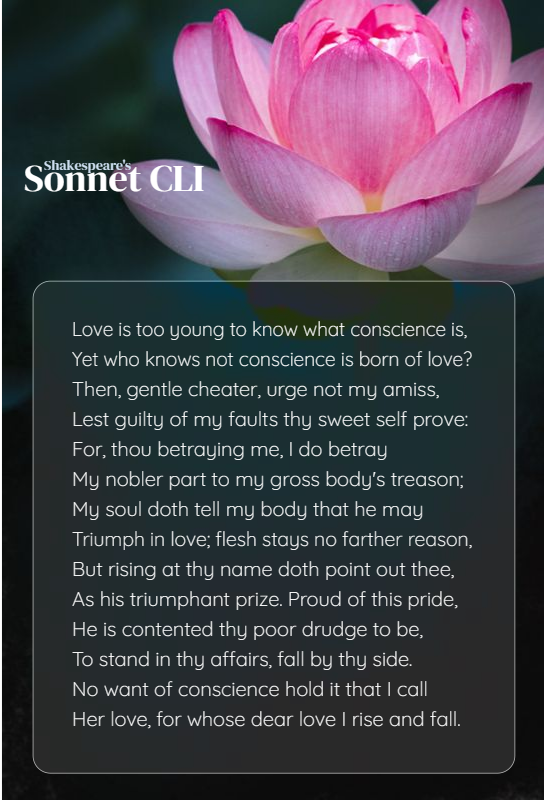 Shakespeare's
Sonnet CLI
Love is too young to know what conscience is,
Yet who knows not conscience is born of love?
Then, gentle cheater, urge not my amiss,
Lest guilty of my faults thy sweet self prove:
For, thou betraying me, I do betray
My nobler part to my gross body's treason;
My soul doth tell my body that he may
Triumph in love; flesh stays no farther reason,
But rising at thy name doth point out thee,
As his triumphant prize. Proud of this pride,
He is contented thy poor drudge to be,
To stand in thy affairs, fall by thy side.
No want of conscience hold it that I call
Her love, for whose dear love I rise and fall.